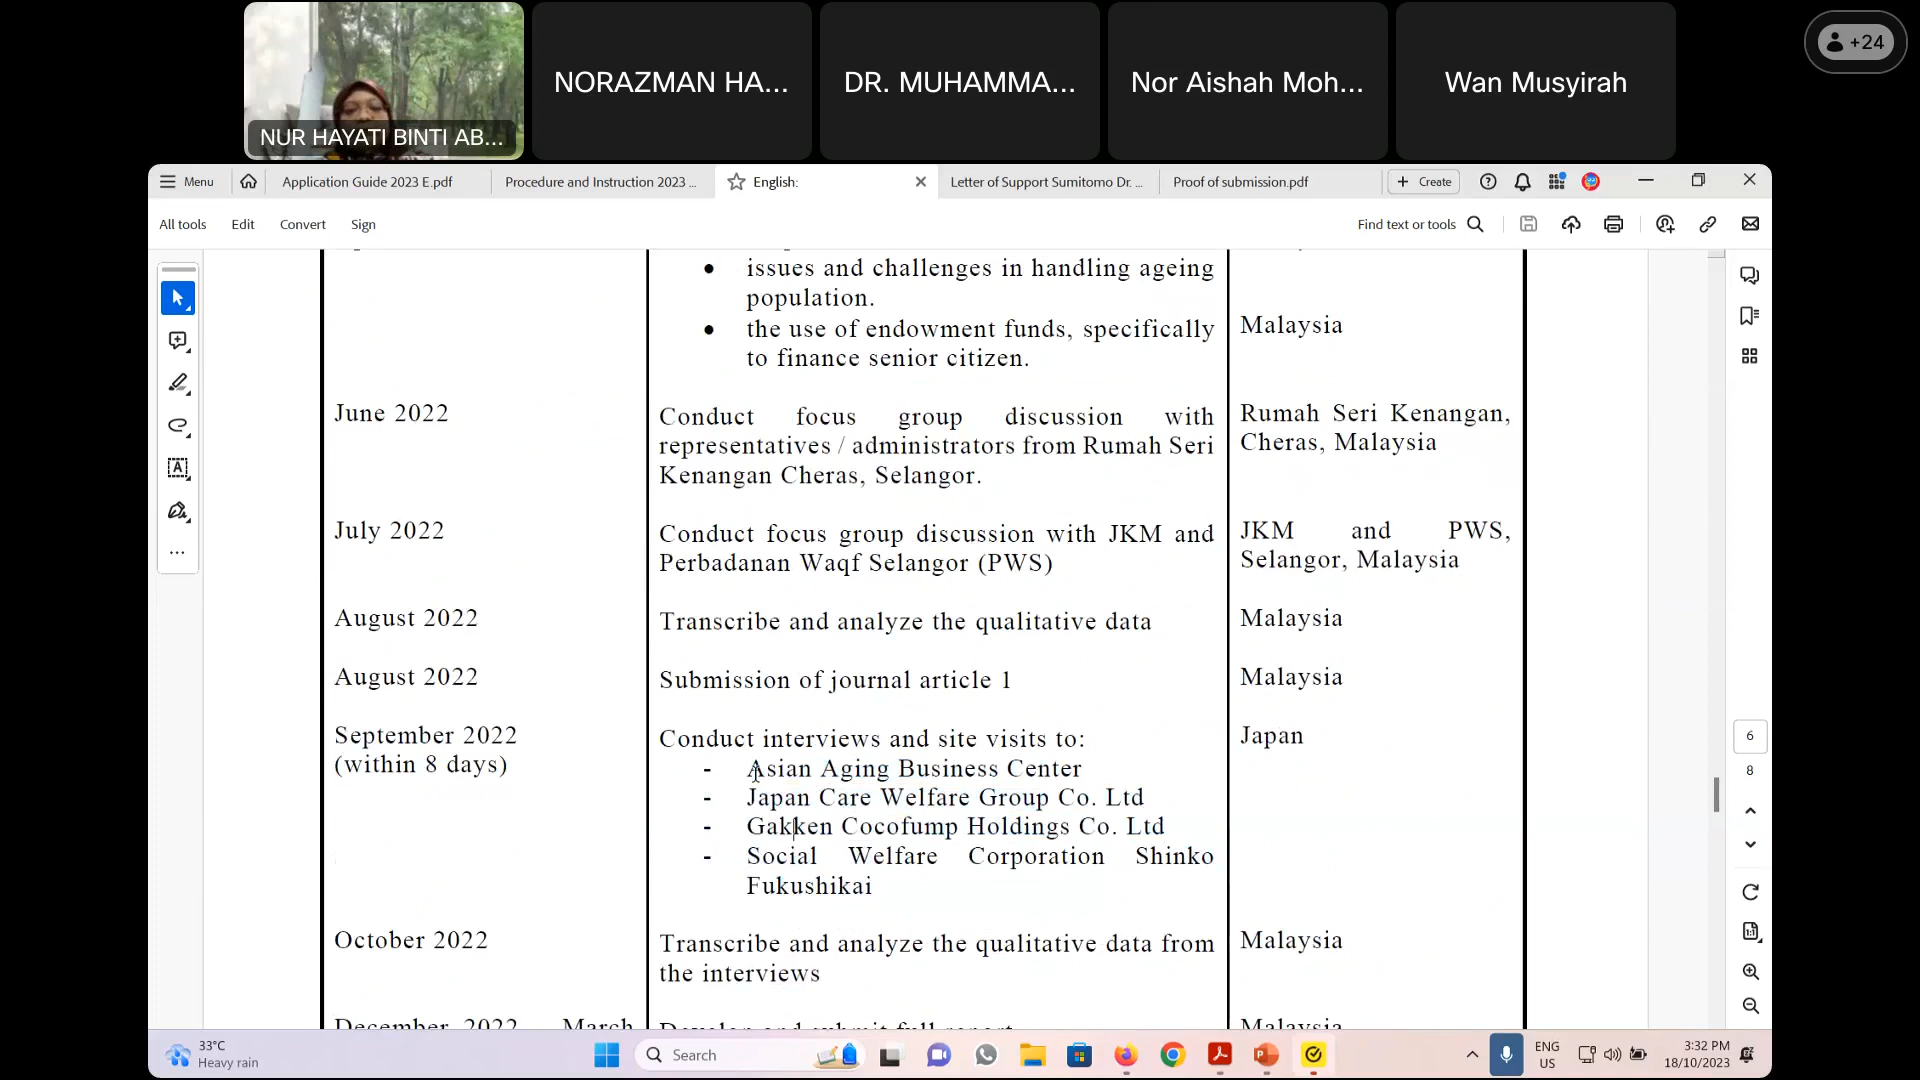 NUR HAYATI BINTI AB...
NORAZMAN HA...
DR. MUHAMMA...
Nor Aishah Moh...
Wan Musyirah
+24
Menu
Application Guide 2023 E.pdf
Procedure and Instruction 2023 ...
English:
Letter of Support Sumitomo Dr. ...
Proof of submission.pdf
Create
All tools
Edit
Convert
Sign
Find text or tools
issues and challenges in handling ageing
population.
the use of endowment funds, specifically
to finance senior citizen.
Malaysia
June 2022
Conduct focus group discussion with
representatives / administrators from Rumah Seri
Kenangan Cheras, Selangor.
Rumah Seri Kenangan,
Cheras, Malaysia
July 2022
Conduct focus group discussion with JKM and
Perbadanan Waqf Selangor (PWS)
JKM and PWS,
Selangor, Malaysia
August 2022
Transcribe and analyze the qualitative data
Malaysia
August 2022
Submission of journal article 1
Malaysia
September 2022
(within 8 days)
Conduct interviews and site visits to:
- Asian Aging Business Center
- Japan Care Welfare Group Co. Ltd
- Gakken Cocofump Holdings Co. Ltd
- Social Welfare Corporation Shinko
Fukushikai
Japan
October 2022
Transcribe and analyze the qualitative data from
the interviews
Malaysia
December 2022 March
Develop and submit full report
Malaysia
6
8
33°C
Heavy rain
Search
ENG
US
3:32 PM
18/10/2023